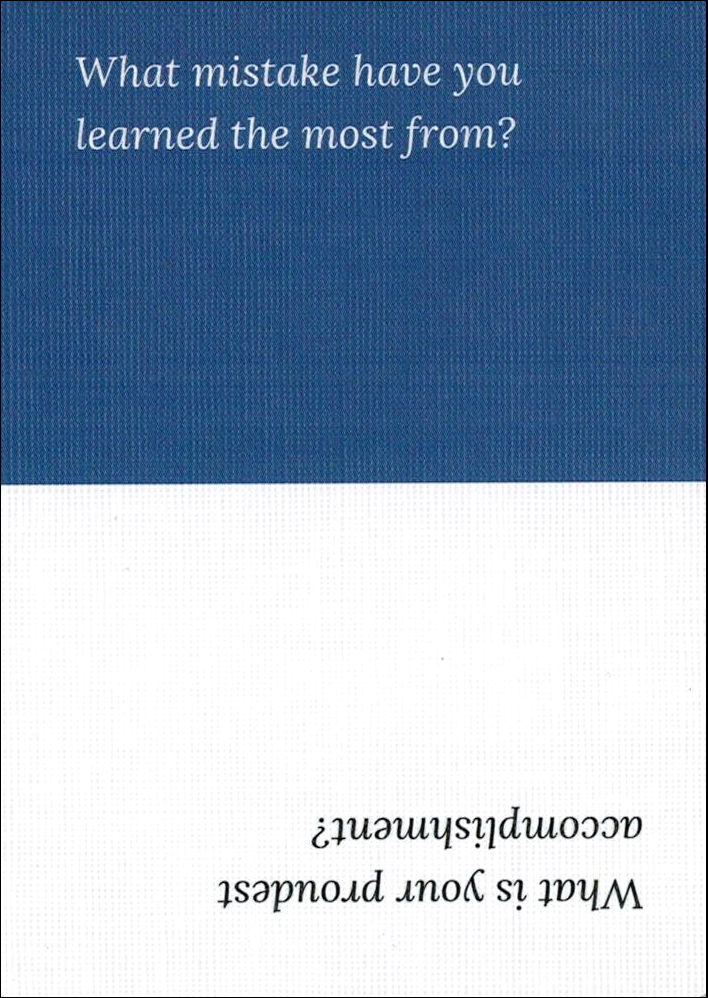 What mistake have you
learned the most from?
What is your proudest
accomplishment?